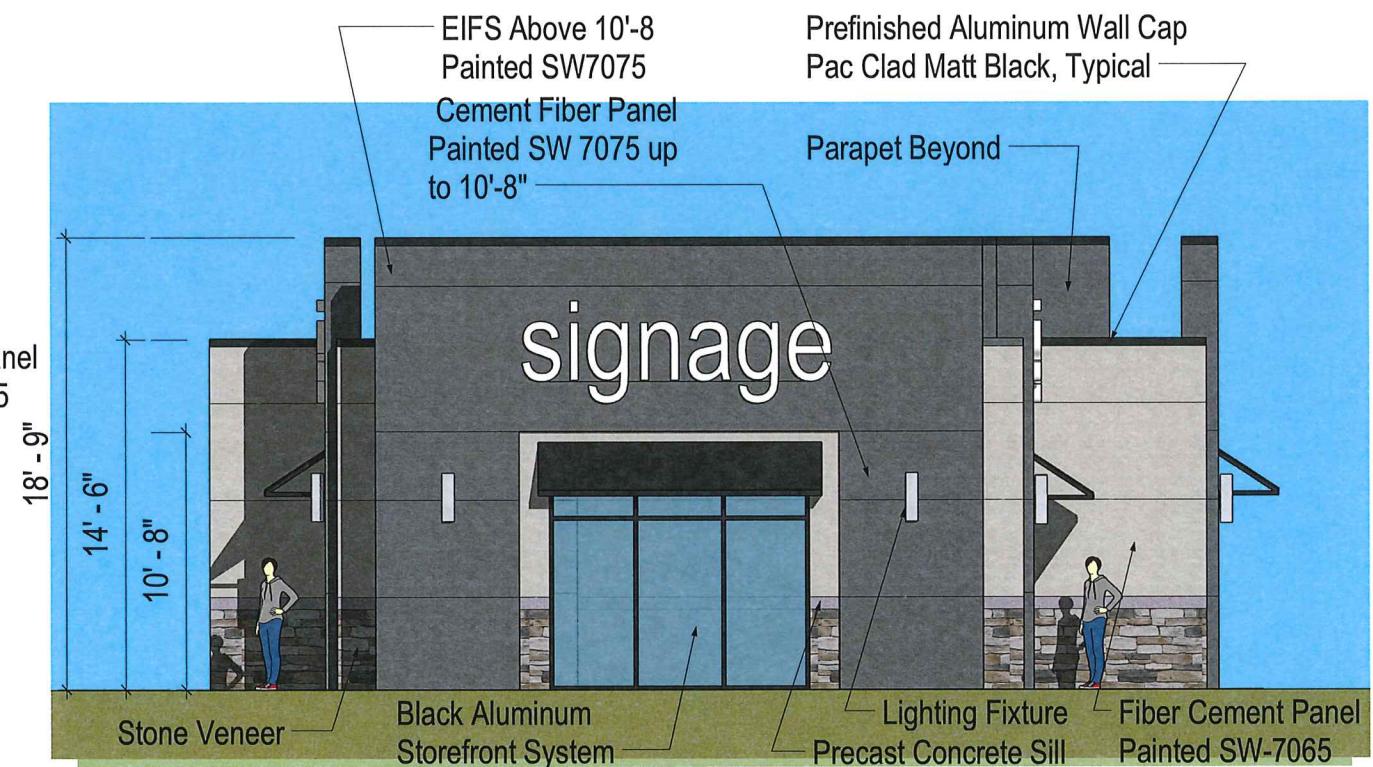 EIFS Above 10'-8
Painted SW7075
Prefinished Aluminum Wall Cap
Pac Clad Matt Black, Typical
Cement Fiber Panel
Painted SW 7075 up
to 10'-8"
Parapet Beyond
signage
18' - 9"
14' - 6"
10' - 8"
Stone Veneer
Black Aluminum
Storefront System
Lighting Fixture
Precast Concrete Sill
Fiber Cement Panel
Painted SW-7065